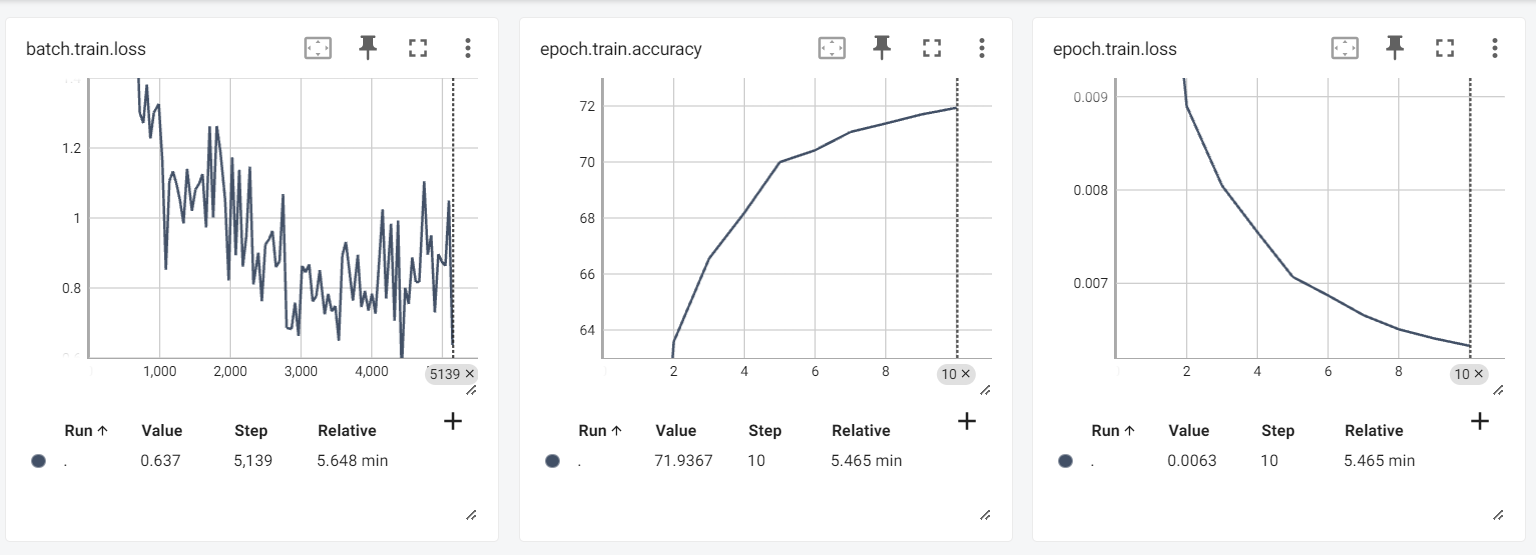 batch.train.loss
1.2
1
0.8
1,000
2,000
3,000
4,000
5139 ×
Run ↑ Value Step Relative
. 0.637 5,139 5.648 min
epoch.train.accuracy
72
70
68
66
64
2
4
6
8
10 ×
Run ↑ Value Step Relative
. 71.9367 10 5.465 min
epoch.train.loss
0.009
0.008
0.007
2
4
6
8
10 ×
Run ↑ Value Step Relative
. 0.0063 10 5.465 min